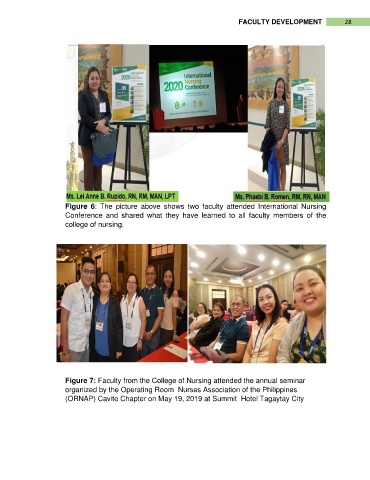 FACULTY DEVELOPMENT 28
2020 International Nursing Conference
2020
Ms. Lei Anne B. Rupido, RN, RM, MAN, LPT
Ms. Phaebi B. Romen, RM, RN, MAN
Figure 6: The picture above shows two faculty attended International Nursing
Conference and shared what they have learned to all faculty members of the
college of nursing.
Figure 7: Faculty from the College of Nursing attended the annual seminar
organized by the Operating Room Nurses Association of the Philippines
(ORNAP) Cavite Chapter on May 19, 2019 at Summit Hotel Tagaytay City